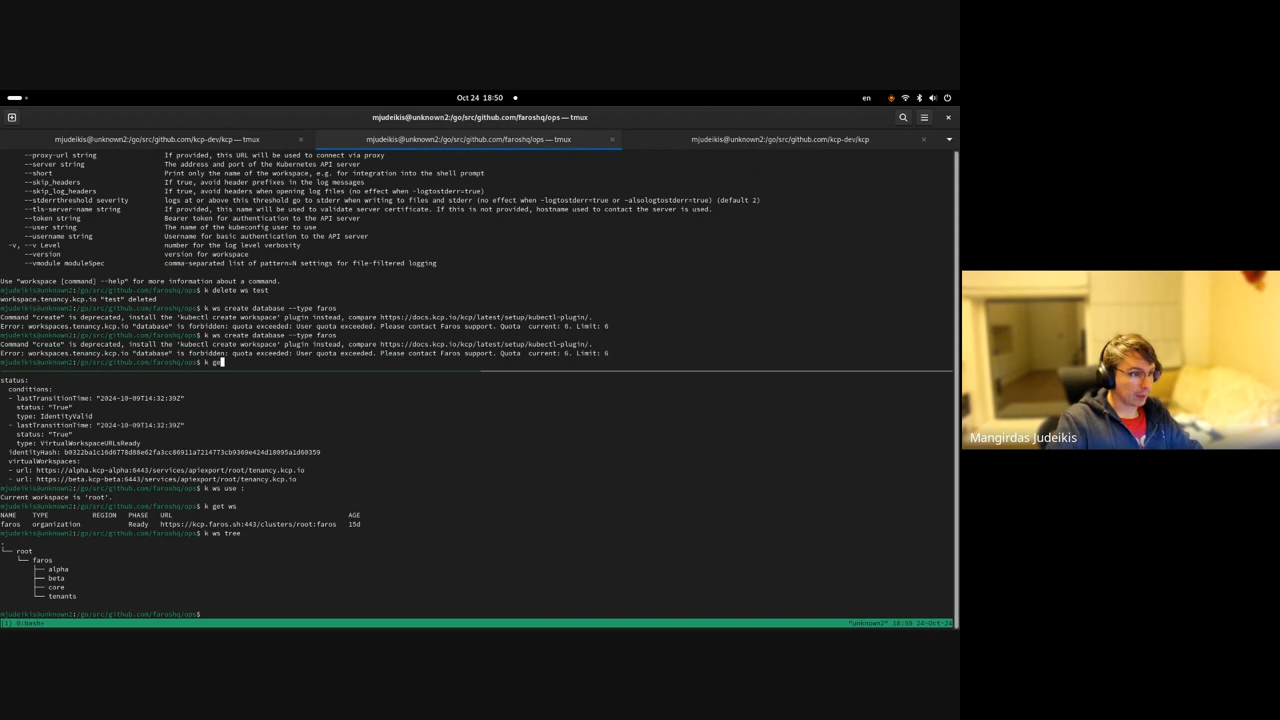 Oct 24 18:50
en
mjudeikis@unknown2:/go/src/github.com/faroshq/ops — tmux
mjudeikis@unknown2:/go/src/github.com/kcp-dev/kcp — tmux
mjudeikis@unknown2:/go/src/github.com/faroshq/ops — tmux
mjudeikis@unknown2:/go/src/github.com/kcp-dev/kcp
--proxy-url string If provided, this URL will be used to connect via proxy
--server string The address and port of the Kubernetes API server
--short Print only the name of the workspace, e.g. for integration into the shell prompt
--skip_headers If true, avoid header prefixes in the log messages
--skip_log_headers If true, avoid headers when opening log files (no effect when -logtostderr=true)
--stderrthreshold severity logs at or above this threshold go to stderr when writing to files and stderr (no effect when -logtostderr=true or -alsologtostderr=true) (default 2)
--tls-server-name string If provided, this name will be used to validate server certificate. If this is not provided, hostname used to contact the server is used.
--token string Bearer token for authentication to the API server
--user string The name of the kubeconfig user to use
--username string Username for basic authentication to the API server
-v, --v Level number for the log level verbosity
--version version for workspace
--vmodule moduleSpec comma-separated list of pattern=N settings for file-filtered logging
Use "workspace [command] --help" for more information about a command.
mjudeikis@unknown2:/go/src/github.com/faroshq/ops$ k delete ws test
workspace.tenancy.kcp.io "test" deleted
mjudeikis@unknown2:/go/src/github.com/faroshq/ops$ k ws create database --type faros
Command "create" is deprecated, install the 'kubectl create workspace' plugin instead, compare https://docs.kcp.io/kcp/latest/setup/kubectl-plugin/.
Error: workspaces.tenancy.kcp.io "database" is forbidden: quota exceeded: User quota exceeded. Please contact Faros support. Quota current: 6. Limit: 6
mjudeikis@unknown2:/go/src/github.com/faroshq/ops$ k ws create database --type faros
Command "create" is deprecated, install the 'kubectl create workspace' plugin instead, compare https://docs.kcp.io/kcp/latest/setup/kubectl-plugin/.
Error: workspaces.tenancy.kcp.io "database" is forbidden: quota exceeded: User quota exceeded. Please contact Faros support. Quota current: 6. Limit: 6
mjudeikis@unknown2:/go/src/github.com/faroshq/ops$ k ge
status:
conditions:
- lastTransitionTime: "2024-10-09T14:32:39Z"
status: "True"
type: IdentityValid
- lastTransitionTime: "2024-10-09T14:32:39Z"
status: "True"
type: VirtualWorkspaceURLsReady
identityHash: b0322ba1c16d6778d88e62fa3cc86911a7214773cb9369e424d18095a1d60359
virtualWorkspaces:
- url: https://alpha.kcp-alpha:6443/services/apiexport/root/tenancy.kcp.io
- url: https://beta.kcp-beta:6443/services/apiexport/root/tenancy.kcp.io
mjudeikis@unknown2:/go/src/github.com/faroshq/ops$ k ws use :
Current workspace is 'root'.
mjudeikis@unknown2:/go/src/github.com/faroshq/ops$ k get ws
NAME TYPE REGION PHASE URL AGE
faros organization Ready https://kcp.faros.sh:443/clusters/root:faros 15d
mjudeikis@unknown2:/go/src/github.com/faroshq/ops$ k ws tree
.
└── root
└── faros
├── alpha
├── beta
├── core
└── tenants
mjudeikis@unknown2:/go/src/github.com/faroshq/ops$
[1] 0:bash*
"unknown2" 18:50 24-Oct-24
Mangirdas Judeikis